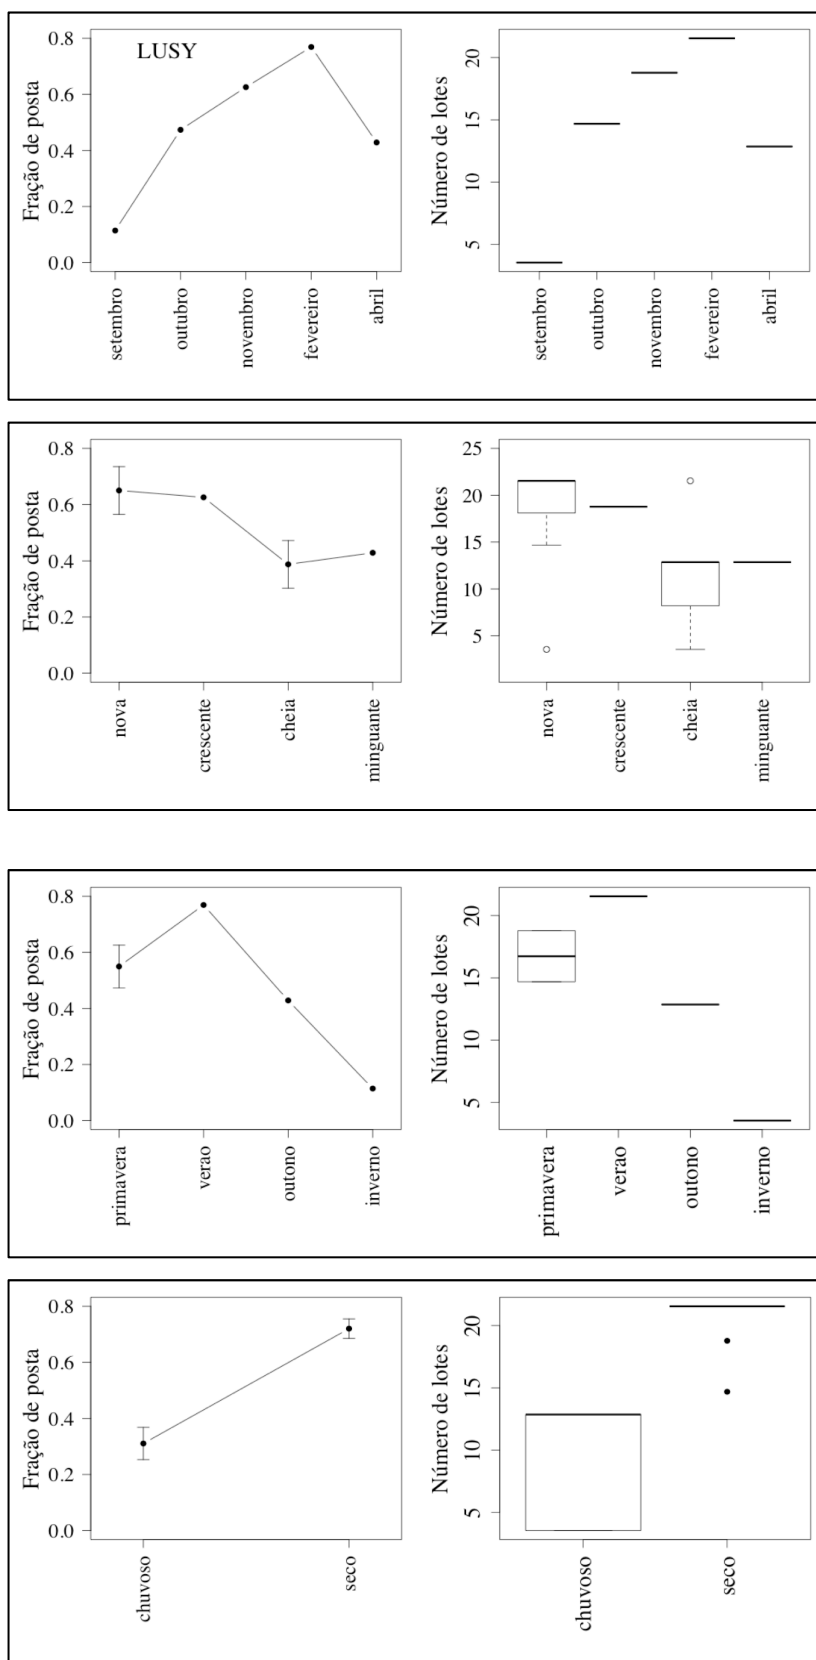 LUSY
Fração de posta
0.8
0.6
0.4
0.2
0.0
setembro
outubro
novembro
fevereiro
abril
Número de lotes
20
15
10
5
setembro
outubro
novembro
fevereiro
abril
Fração de posta
0.8
0.6
0.4
0.2
0.0
nova
crescente
cheia
minguante
Número de lotes
25
20
15
10
5
nova
crescente
cheia
minguante
Fração de posta
0.8
0.6
0.4
0.2
0.0
primavera
verao
outono
inverno
Número de lotes
20
15
10
5
primavera
verao
outono
inverno
Fração de posta
0.8
0.6
0.4
0.2
0.0
chuvoso
seco
Número de lotes
20
15
10
5
chuvoso
seco